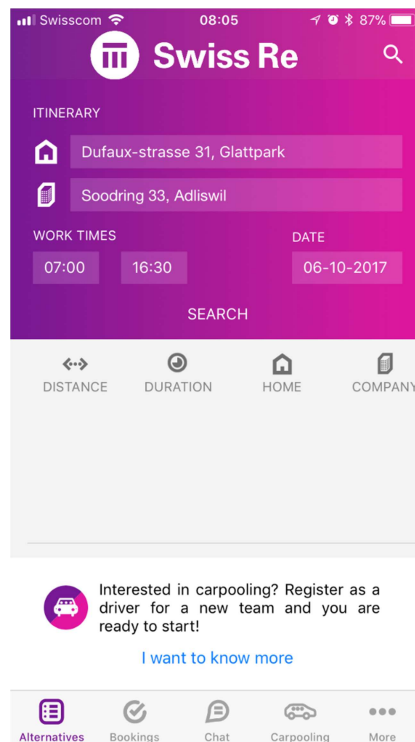 Swisscom 08:05 87%
Swiss Re
ITINERARY
Dufaux-strasse 31, Glattpark
Soodring 33, Adliswil
WORK TIMES DATE
07:00 16:30 06-10-2017
SEARCH
DISTANCE DURATION HOME COMPANY
Interested in carpooling? Register as a
driver for a new team and you are
ready to start!
I want to know more
Alternatives Bookings Chat Carpooling More